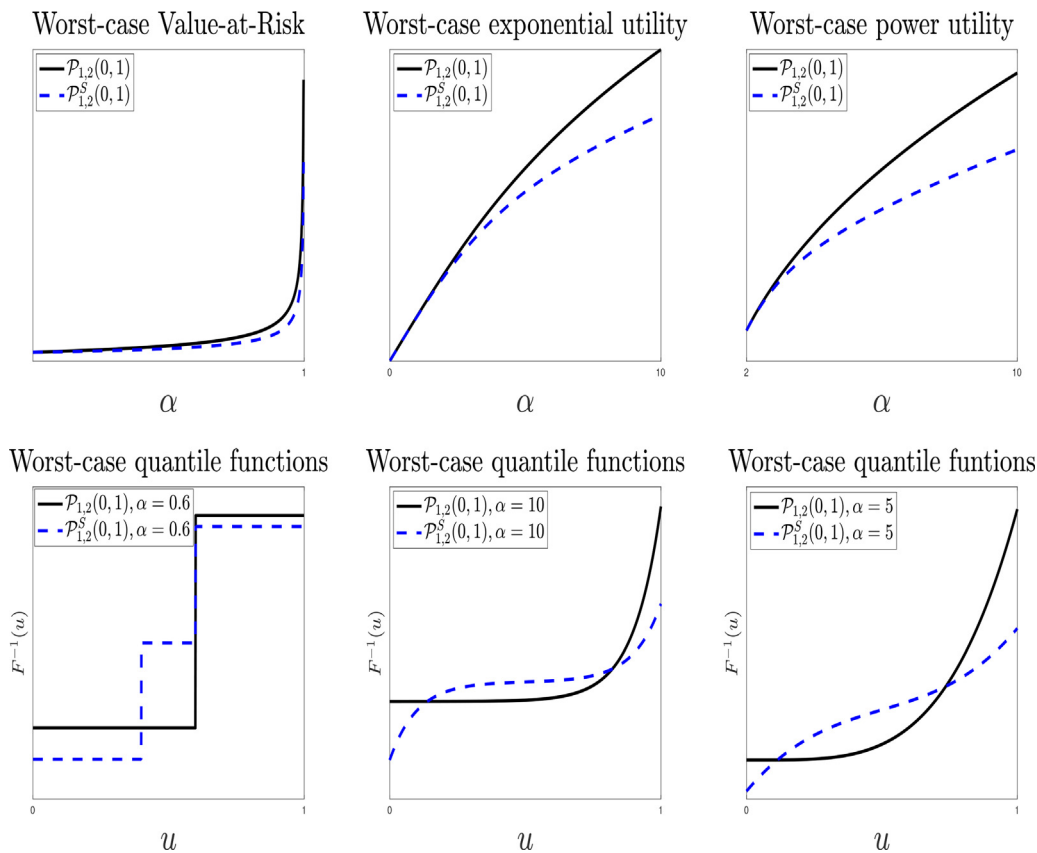 Worst-case Value-at-Risk
𝒫₁,₂(0,1)
𝒫ˢ₁,₂(0,1)
1
α
Worst-case exponential utility
𝒫₁,₂(0,1)
𝒫ˢ₁,₂(0,1)
0 10
α
Worst-case power utility
𝒫₁,₂(0,1)
𝒫ˢ₁,₂(0,1)
2 10
α
Worst-case quantile functions
𝒫₁,₂(0,1), α = 0.6
𝒫ˢ₁,₂(0,1), α = 0.6
F⁻¹(u)
0 1
u
Worst-case quantile functions
𝒫₁,₂(0,1), α = 10
𝒫ˢ₁,₂(0,1), α = 10
F⁻¹(u)
0 1
u
Worst-case quantile funtions
𝒫₁,₂(0,1), α = 5
𝒫ˢ₁,₂(0,1), α = 5
F⁻¹(u)
0 1
u